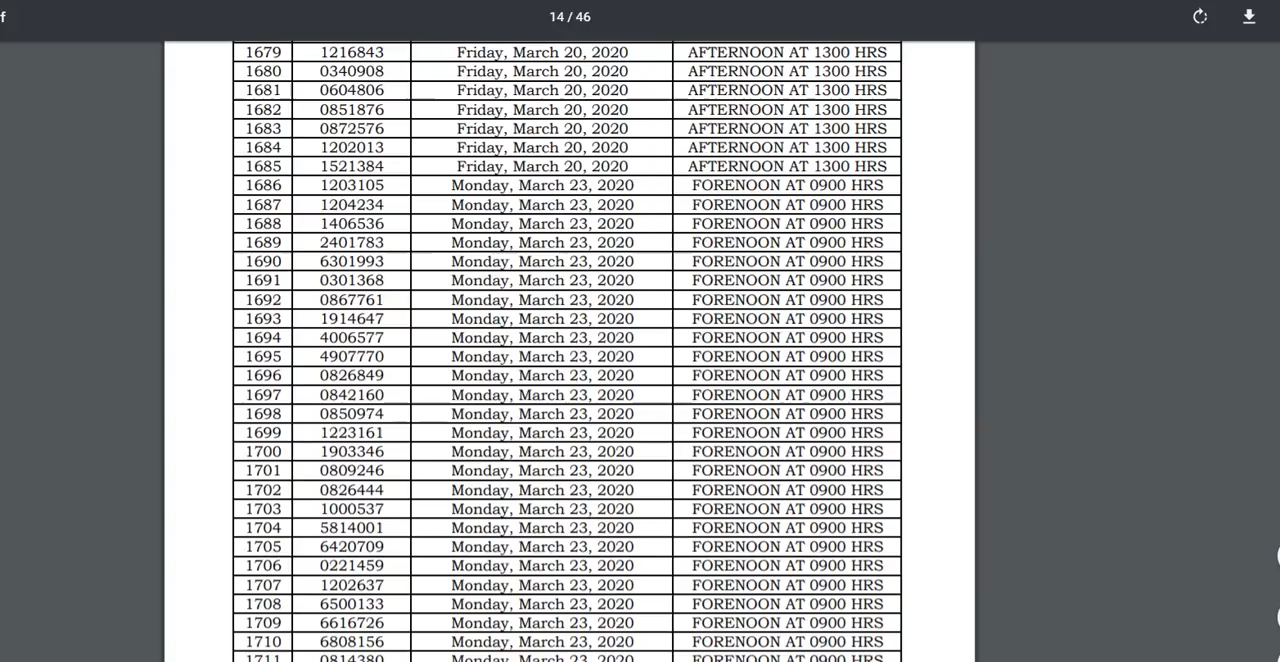 f
14 / 46
1679 1216843 Friday, March 20, 2020 AFTERNOON AT 1300 HRS
1680 0340908 Friday, March 20, 2020 AFTERNOON AT 1300 HRS
1681 0604806 Friday, March 20, 2020 AFTERNOON AT 1300 HRS
1682 0851876 Friday, March 20, 2020 AFTERNOON AT 1300 HRS
1683 0872576 Friday, March 20, 2020 AFTERNOON AT 1300 HRS
1684 1202013 Friday, March 20, 2020 AFTERNOON AT 1300 HRS
1685 1521384 Friday, March 20, 2020 AFTERNOON AT 1300 HRS
1686 1203105 Monday, March 23, 2020 FORENOON AT 0900 HRS
1687 1204234 Monday, March 23, 2020 FORENOON AT 0900 HRS
1688 1406536 Monday, March 23, 2020 FORENOON AT 0900 HRS
1689 2401783 Monday, March 23, 2020 FORENOON AT 0900 HRS
1690 6301993 Monday, March 23, 2020 FORENOON AT 0900 HRS
1691 0301368 Monday, March 23, 2020 FORENOON AT 0900 HRS
1692 0867761 Monday, March 23, 2020 FORENOON AT 0900 HRS
1693 1914647 Monday, March 23, 2020 FORENOON AT 0900 HRS
1694 4006577 Monday, March 23, 2020 FORENOON AT 0900 HRS
1695 4907770 Monday, March 23, 2020 FORENOON AT 0900 HRS
1696 0826849 Monday, March 23, 2020 FORENOON AT 0900 HRS
1697 0842160 Monday, March 23, 2020 FORENOON AT 0900 HRS
1698 0850974 Monday, March 23, 2020 FORENOON AT 0900 HRS
1699 1223161 Monday, March 23, 2020 FORENOON AT 0900 HRS
1700 1903346 Monday, March 23, 2020 FORENOON AT 0900 HRS
1701 0809246 Monday, March 23, 2020 FORENOON AT 0900 HRS
1702 0826444 Monday, March 23, 2020 FORENOON AT 0900 HRS
1703 1000537 Monday, March 23, 2020 FORENOON AT 0900 HRS
1704 5814001 Monday, March 23, 2020 FORENOON AT 0900 HRS
1705 6420709 Monday, March 23, 2020 FORENOON AT 0900 HRS
1706 0221459 Monday, March 23, 2020 FORENOON AT 0900 HRS
1707 1202637 Monday, March 23, 2020 FORENOON AT 0900 HRS
1708 6500133 Monday, March 23, 2020 FORENOON AT 0900 HRS
1709 6616726 Monday, March 23, 2020 FORENOON AT 0900 HRS
1710 6808156 Monday, March 23, 2020 FORENOON AT 0900 HRS
1711 0814380 Monday, March 23, 2020 FORENOON AT 0900 HRS